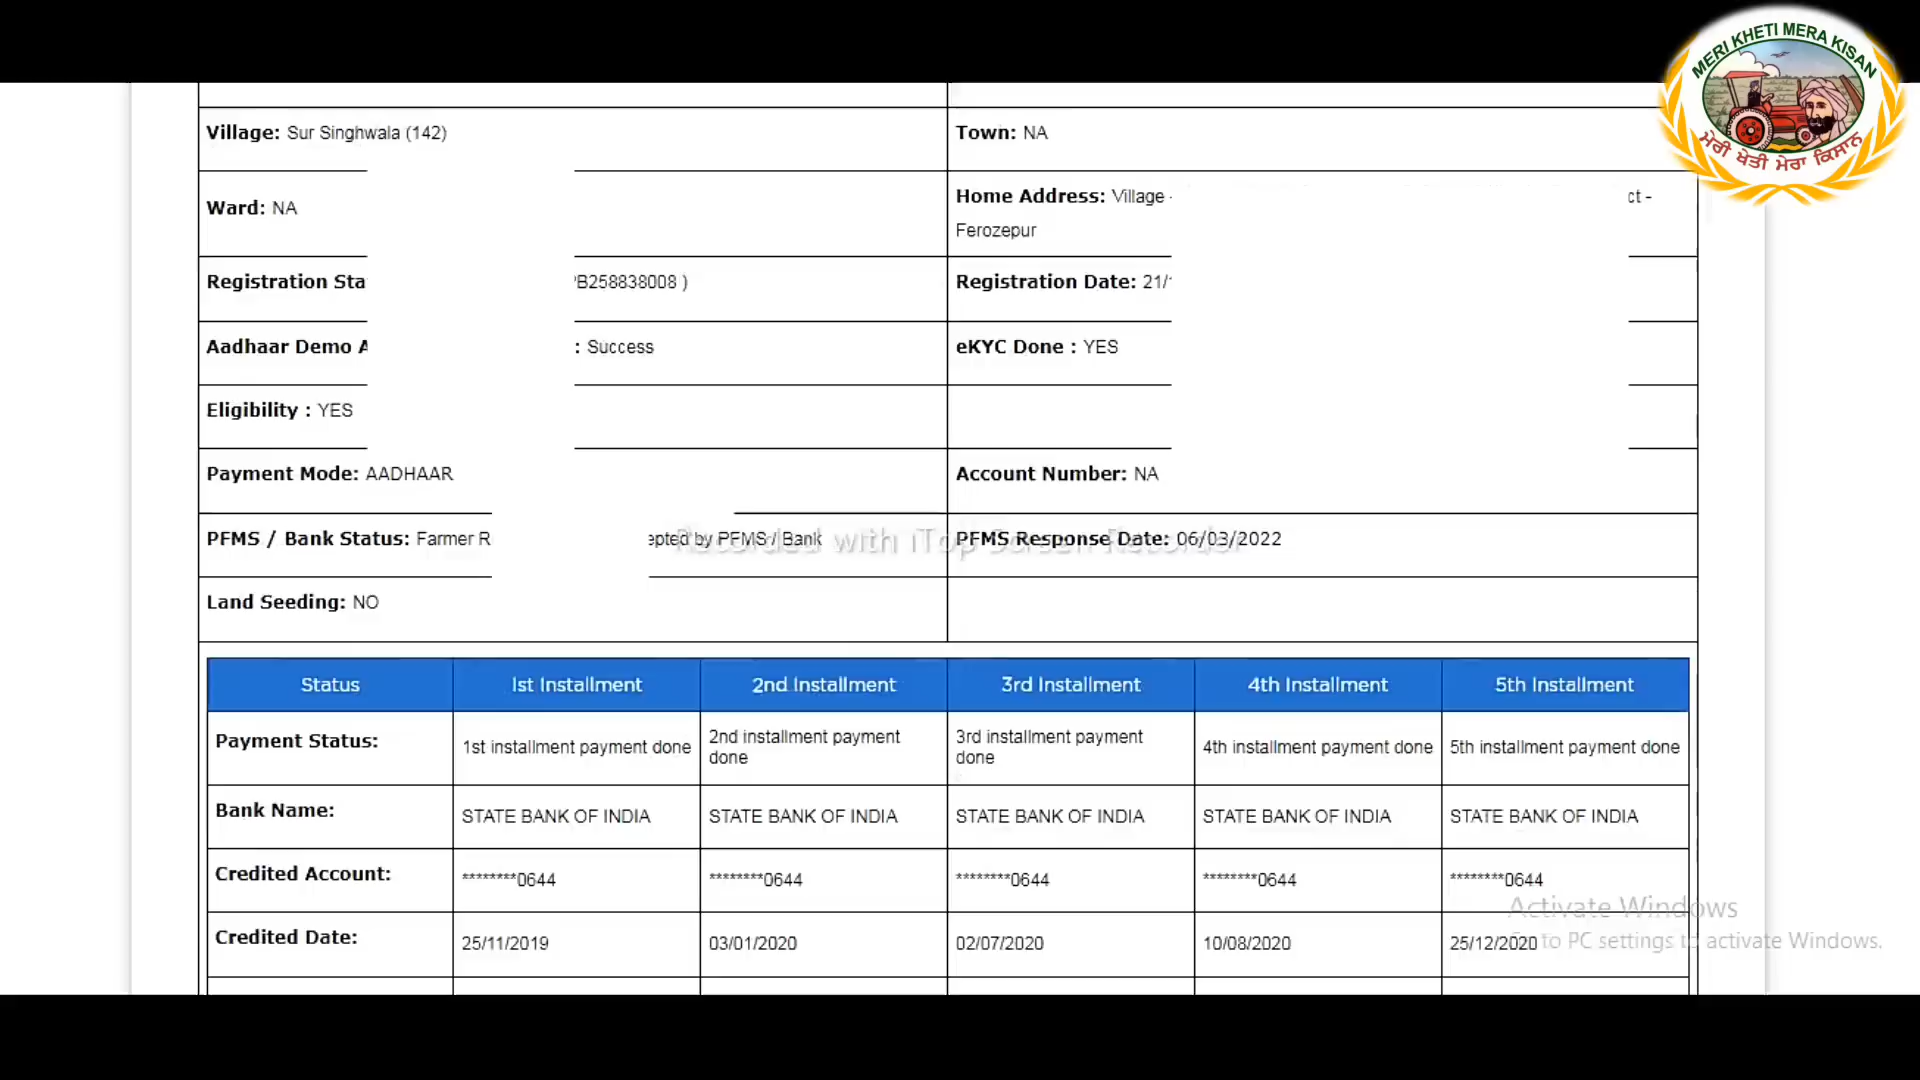 MERI KHETI MERA KISAN
ਮੇਰੀ ਖੇਤੀ ਮੇਰਾ ਕਿਸਾਨ
Village: Sur Singhwala (142)
Town: NA
Ward: NA
Home Address: Village - ct -
Ferozepur
Registration Sta B258838008 )
Registration Date: 21/
Aadhaar Demo A : Success
eKYC Done : YES
Eligibility : YES
Payment Mode: AADHAAR
Account Number: NA
PFMS / Bank Status: Farmer R epted by PFMS / Bank
PFMS Response Date: 06/03/2022
Recorded with iTop Screen Recorder
Land Seeding: NO
Status 1st Installment 2nd Installment 3rd Installment 4th Installment 5th Installment
Payment Status: 1st installment payment done 2nd installment payment done 3rd installment payment done 4th installment payment done 5th installment payment done
Bank Name: STATE BANK OF INDIA STATE BANK OF INDIA STATE BANK OF INDIA STATE BANK OF INDIA STATE BANK OF INDIA
Credited Account: ********0644 ********0644 ********0644 ********0644 ********0644
Credited Date: 25/11/2019 03/01/2020 02/07/2020 10/08/2020 25/12/2020
Activate Windows
Go to PC settings to activate Windows.